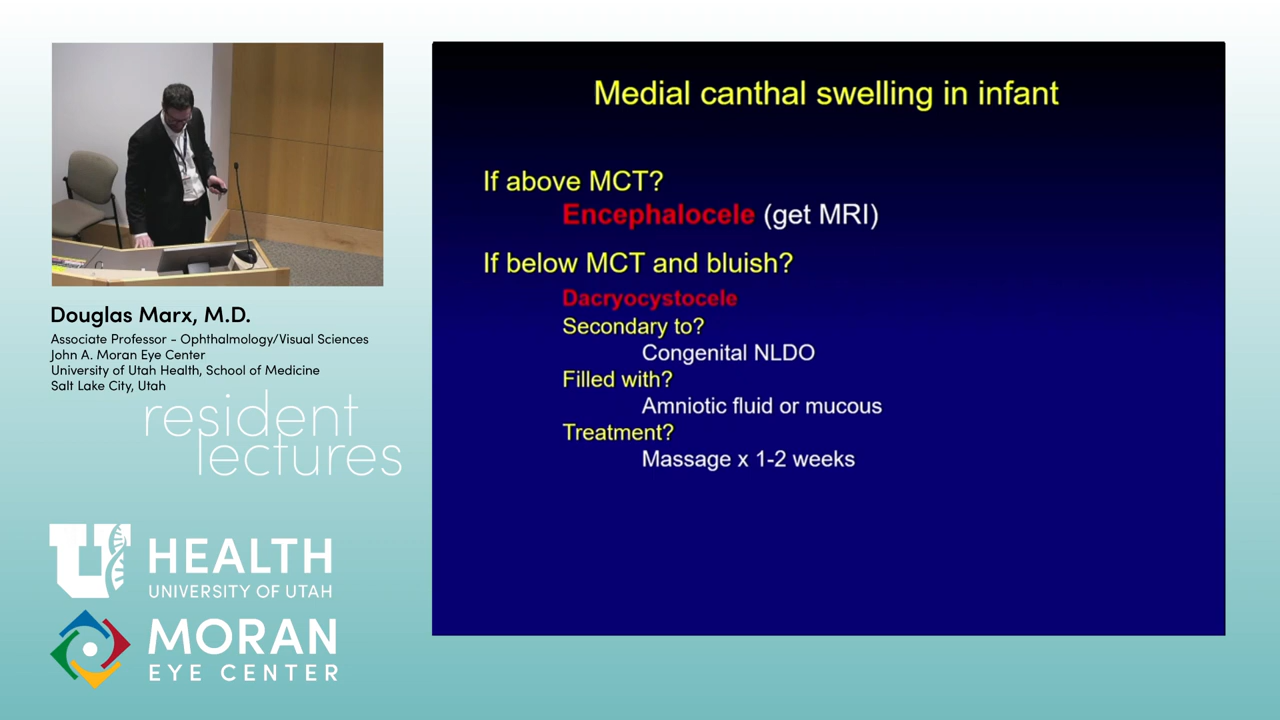 Medial canthal swelling in infant
If above MCT?
Encephalocele (get MRI)
If below MCT and bluish?
Dacryocystocele
Secondary to?
Congenital NLDO
Filled with?
Amniotic fluid or mucous
Treatment?
Massage x 1-2 weeks
Douglas Marx, M.D.
Associate Professor - Ophthalmology/Visual Sciences
John A. Moran Eye Center
University of Utah Health, School of Medicine
Salt Lake City, Utah
resident
lectures
U HEALTH
UNIVERSITY OF UTAH
MORAN
EYE CENTER